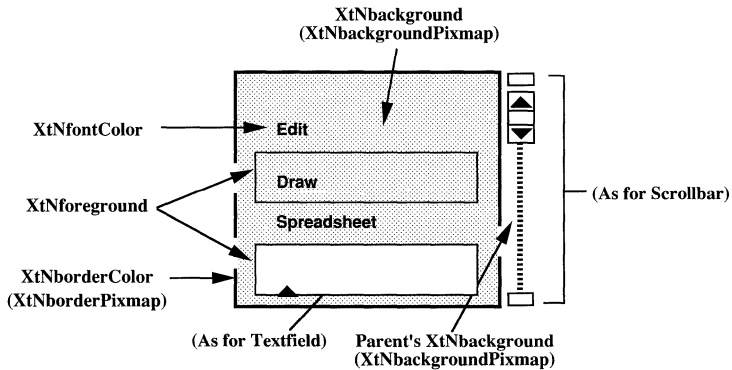 XtNbackground
(XtNbackgroundPixmap)
XtNfontColor
Edit
Draw
XtNforeground
(As for Scrollbar)
Spreadsheet
XtNborderColor
(XtNborderPixmap)
(As for Textfield)
Parent's XtNbackground
(XtNbackgroundPixmap)